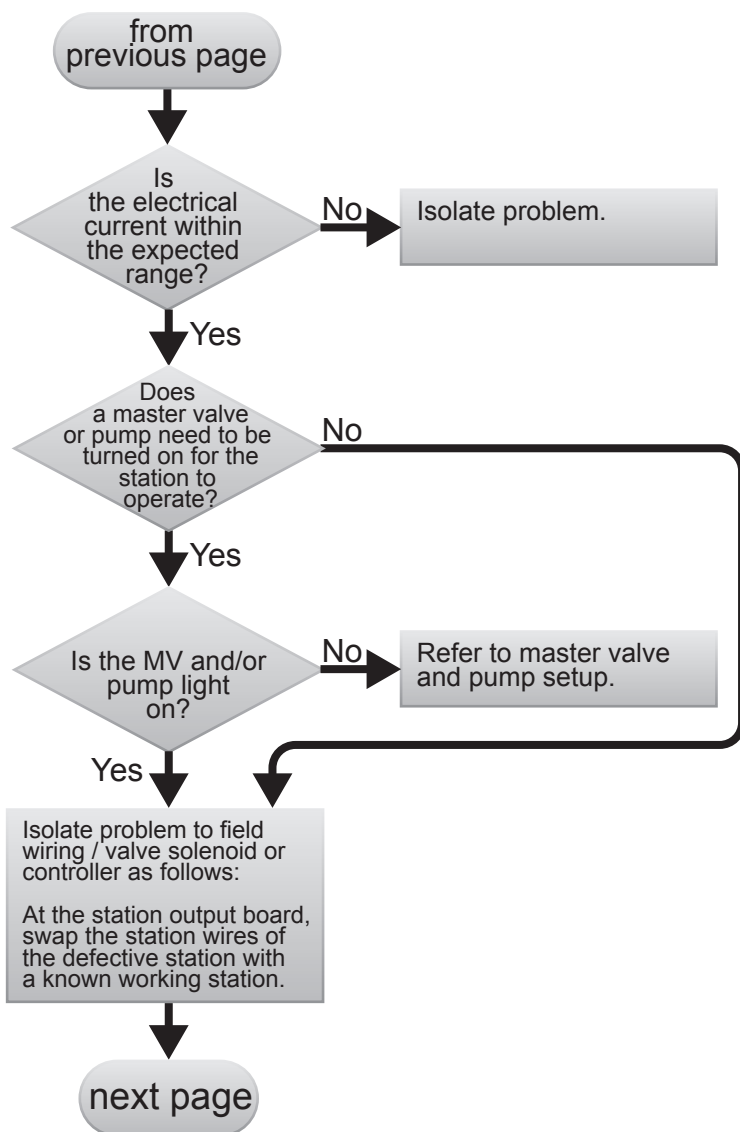 from
previous page
Is
the electrical
current within
the expected
range?
No
Isolate problem.
Yes
Does
a master valve
or pump need to be
turned on for the
station to
operate?
No
Yes
Is the MV and/or
pump light
on?
No
Refer to master valve
and pump setup.
Yes
Isolate problem to field
wiring / valve solenoid or
controller as follows:
At the station output board,
swap the station wires of
the defective station with
a known working station.
next page